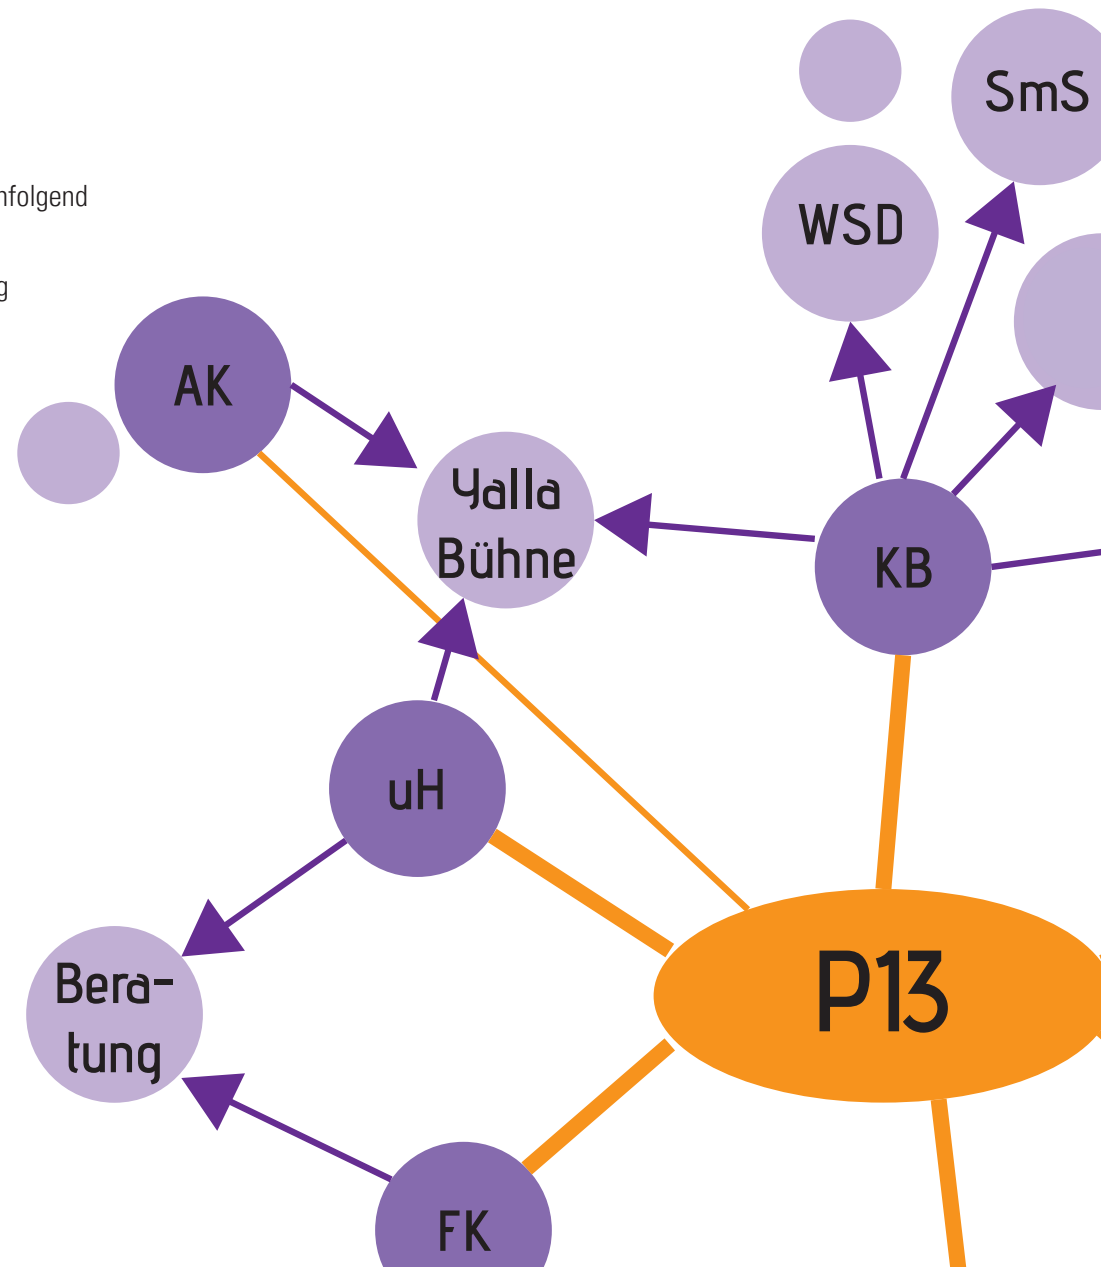 SmS
nfolgend
WSD
g
AK
Yalla
Bühne
KB
uH
P13
Bera-
tung
FK